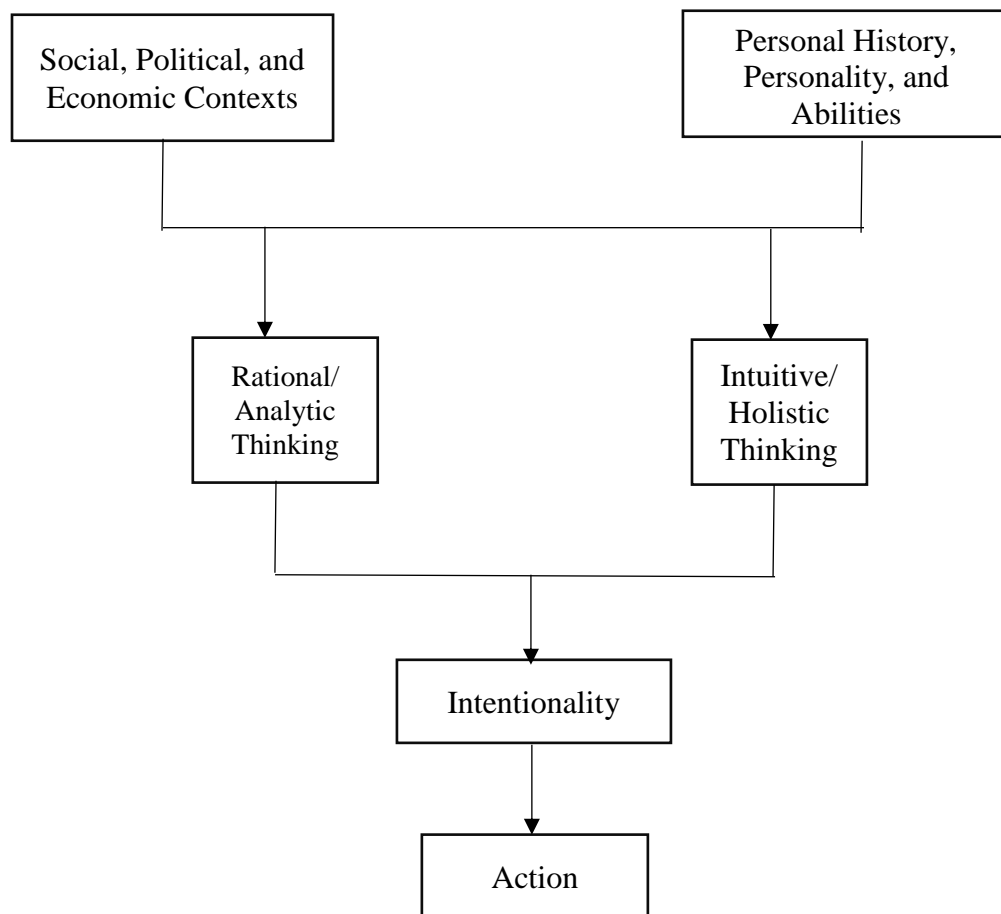 Social, Political, and
Economic Contexts
Personal History,
Personality, and
Abilities
Rational/
Analytic
Thinking
Intuitive/
Holistic
Thinking
Intentionality
Action